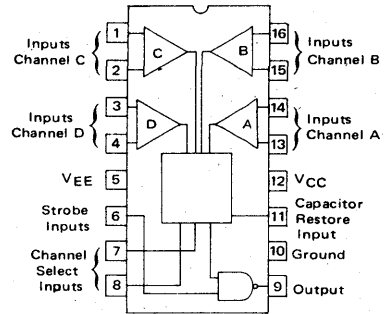 Inputs
Channel C
1
2
C
B
16
15
Inputs
Channel B
Inputs
Channel D
3
4
D
A
14
13
Inputs
Channel A
VEE
5
12
VCC
Strobe
Inputs
6
11
Capacitor
Restore
Input
Channel
Select
Inputs
7
8
10
Ground
9
Output